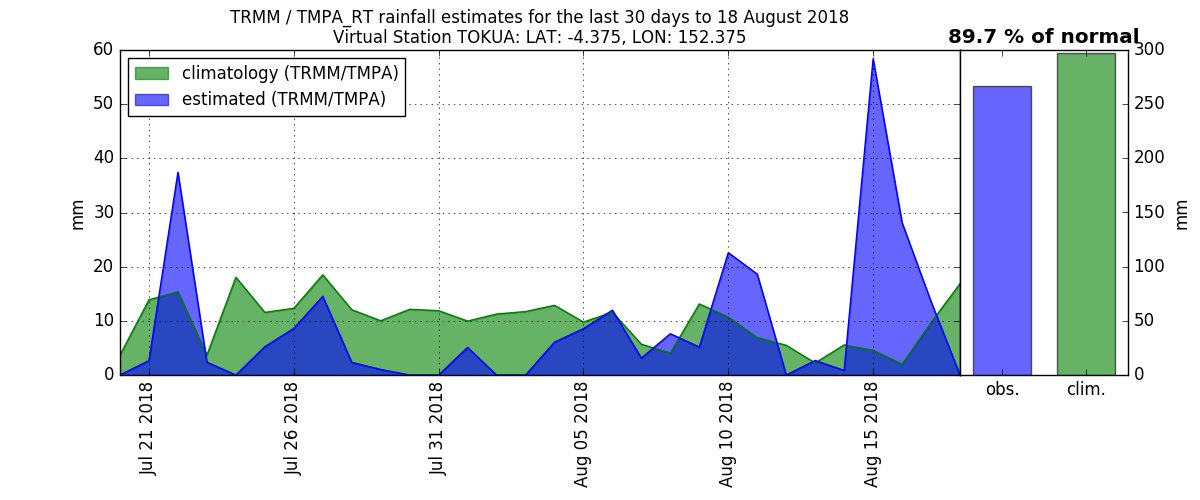 TRMM / TMPA_RT rainfall estimates for the last 30 days to 18 August 2018
Virtual Station TOKUA: LAT: -4.375, LON: 152.375
89.7 % of normal
climatology (TRMM/TMPA)
estimated (TRMM/TMPA)
60
50
40
30
20
10
0
mm
Jul 21 2018
Jul 26 2018
Jul 31 2018
Aug 05 2018
Aug 10 2018
Aug 15 2018
obs.
clim.
300
250
200
150
100
50
0
mm